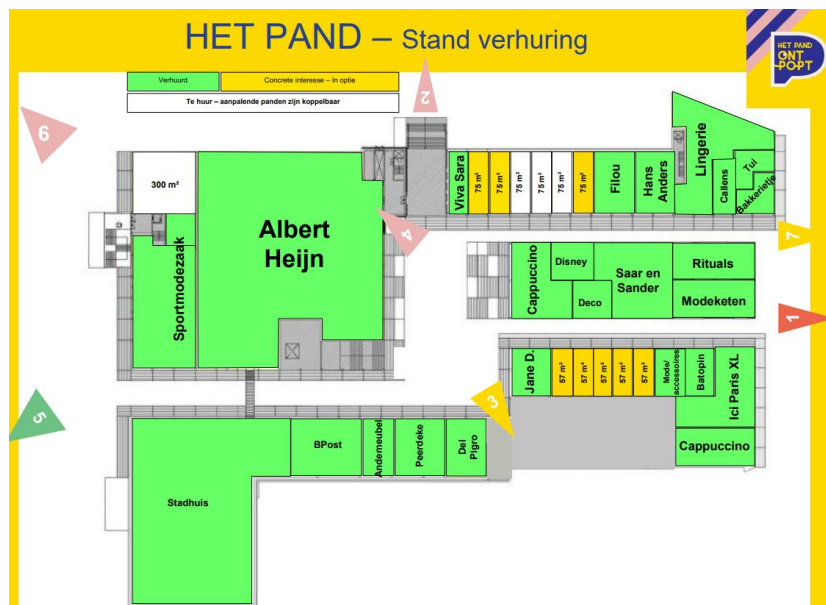 HET PAND – Stand verhuring
HET PAND
ONT
-POPT
Verhuurd
Concrete interesse – In optie
Te huur – aanpalende panden zijn koppelbaar
2
6
300 m²
Albert
Heijn
4
Sportmodezaak
Viva Sara
75 m²
75 m²
75 m²
75 m²
75 m²
75 m²
Filou
Hans
Anders
Lingerie
Callens
Tui
Bakkerietje
7
Cappuccino
Disney
Deco
Saar en
Sander
Rituals
Modeketen
1
Jane D.
57 m²
57 m²
57 m²
57 m²
57 m²
Mode/
accessoires
Batopin
Ici Paris XL
Cappuccino
5
3
Stadhuis
BPost
Andemeubel
Peerdeke
Del
Pigro